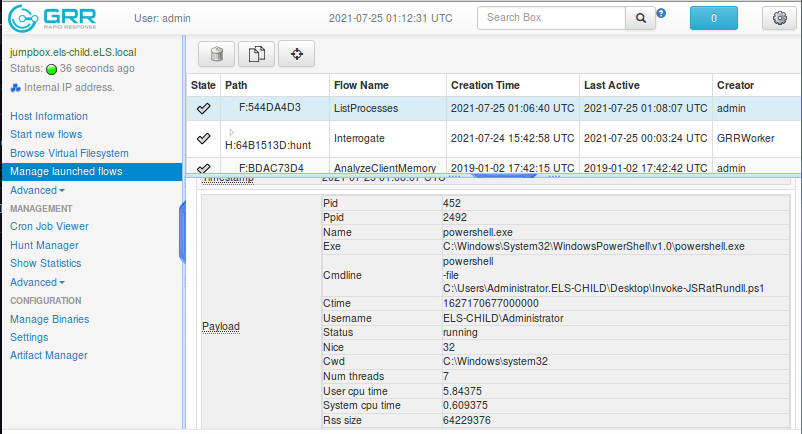 GRR
RAPID RESPONSE
User: admin
2021-07-25 01:12:31 UTC
Search Box
0
jumpbox.els-child.eLS.local
Status: 36 seconds ago
Internal IP address.
Host Information
Start new flows
Browse Virtual Filesystem
Manage launched flows
Advanced
MANAGEMENT
Cron Job Viewer
Hunt Manager
Show Statistics
Advanced
CONFIGURATION
Manage Binaries
Settings
Artifact Manager
State Path Flow Name Creation Time Last Active Creator
F:544DA4D3 ListProcesses 2021-07-25 01:06:40 UTC 2021-07-25 01:08:07 UTC admin
H:64B1513D:hunt Interrogate 2021-07-24 15:42:58 UTC 2021-07-25 00:03:24 UTC GRRWorker
F:BDAC73D4 AnalyzeClientMemory 2019-01-02 17:42:15 UTC 2019-01-02 17:42:42 UTC admin
Timestamp 2021-07-25 01:08:07 UTC
Payload
Pid 452
Ppid 2492
Name powershell.exe
Exe C:\Windows\System32\WindowsPowerShell\v1.0\powershell.exe
Cmdline powershell
-file
C:\Users\Administrator.ELS-CHILD\Desktop\Invoke-JSRatRundll.ps1
Ctime 1627170677000000
Username ELS-CHILD\Administrator
Status running
Nice 32
Cwd C:\Windows\system32
Num threads 7
User cpu time 5.84375
System cpu time 0.609375
Rss size 64229376